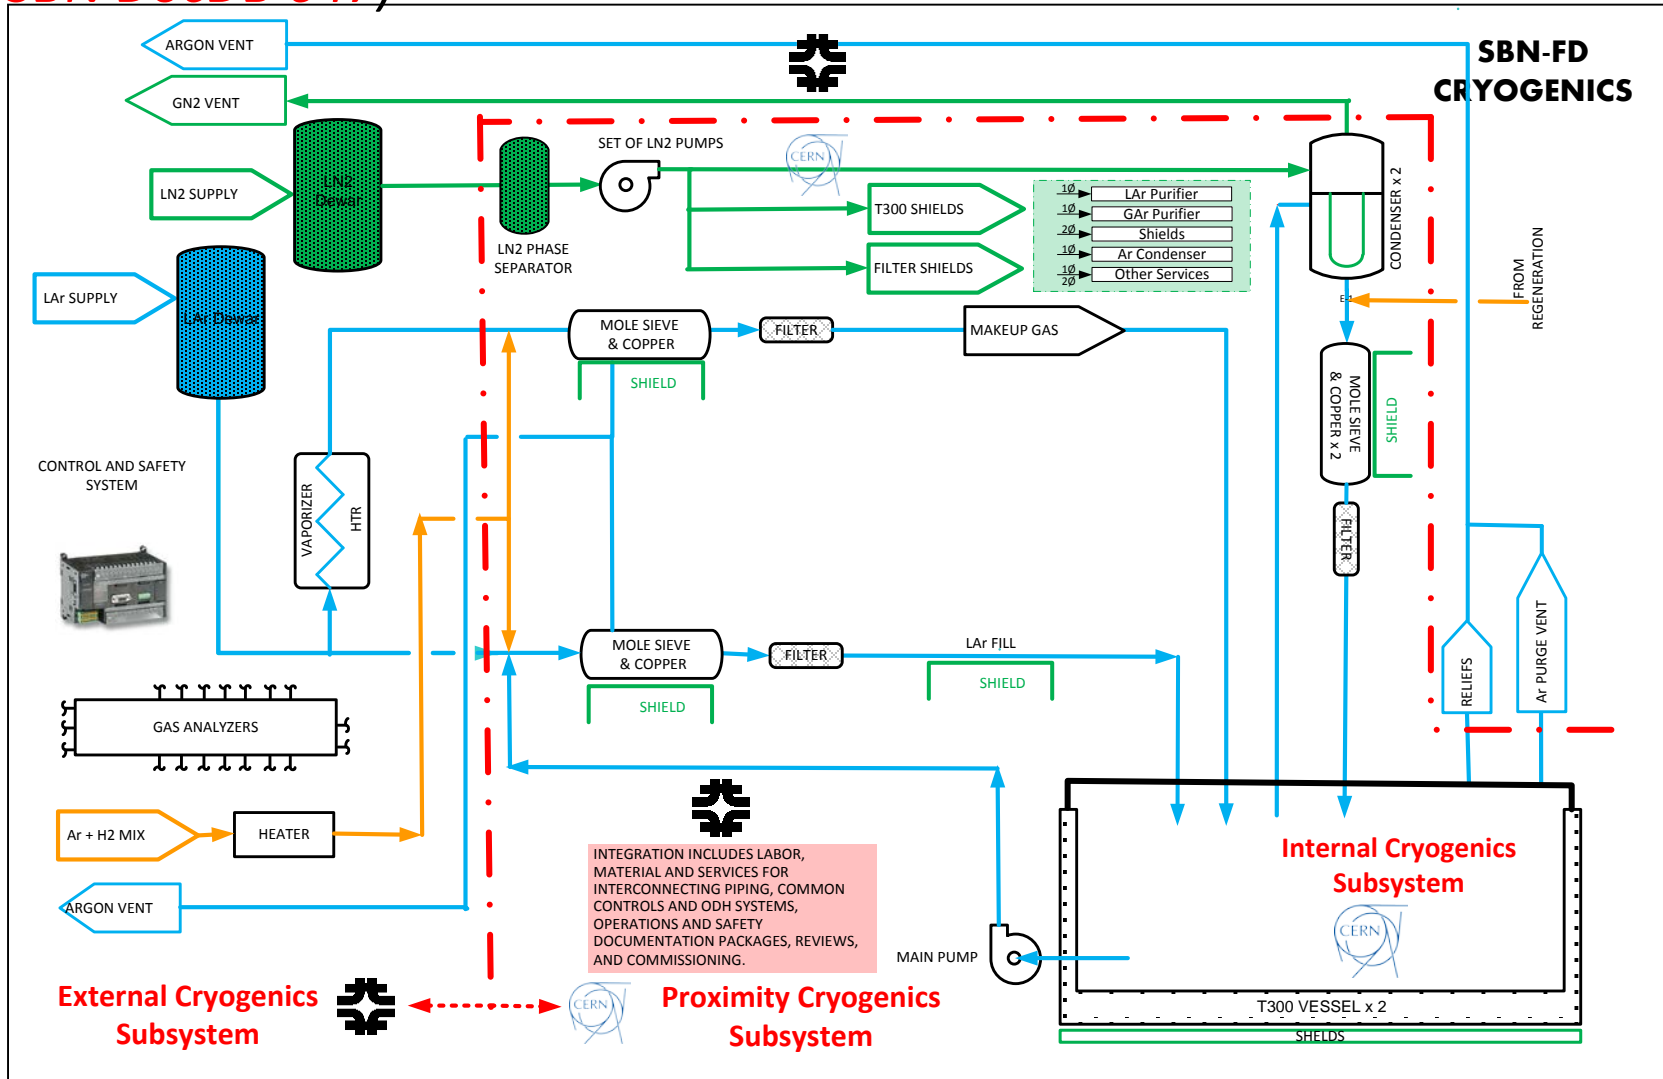 ARGON VENT
SBN-FD
CRYOGENICS
GN2 VENT
SET OF LN2 PUMPS
CERN
LN2 SUPPLY
LN2
Dewar
T300 SHIELDS
FILTER SHIELDS
LN2 PHASE
SEPARATOR
1Ø
LAr Purifier
1Ø
GAr Purifier
2Ø
Shields
1Ø
Ar Condenser
1Ø
2Ø
Other Services
CONDENSER x 2
FROM
REGENERATION
LAr SUPPLY
LAr Dewar
MOLE SIEVE
& COPPER
FILTER
MAKEUP GAS
SHIELD
MOLE SIEVE
& COPPER x 2
SHIELD
FILTER
CONTROL AND SAFETY
SYSTEM
VAPORIZER
HTR
MOLE SIEVE
& COPPER
FILTER
LAr FILL
SHIELD
SHIELD
RELIEFS
Ar PURGE VENT
GAS ANALYZERS
Ar + H2 MIX
HEATER
ARGON VENT
INTEGRATION INCLUDES LABOR,
MATERIAL AND SERVICES FOR
INTERCONNECTING PIPING, COMMON
CONTROLS AND ODH SYSTEMS,
OPERATIONS AND SAFETY
DOCUMENTATION PACKAGES, REVIEWS,
AND COMMISSIONING.
MAIN PUMP
Internal Cryogenics
Subsystem
CERN
T300 VESSEL x 2
SHELDS
External Cryogenics
Subsystem
CERN
Proximity Cryogenics
Subsystem